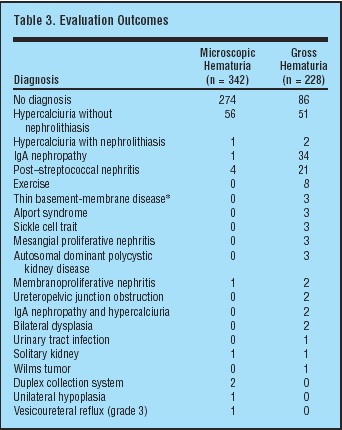 Table 3. Evaluation Outcomes
Microscopic Gross
Hematuria Hematuria
Diagnosis (n = 342) (n = 228)
No diagnosis 274 86
Hypercalciuria without 56 51
nephrolithiasis
Hypercalciuria with nephrolithiasis 1 2
IgA nephropathy 1 34
Post–streptococcal nephritis 4 21
Exercise 0 8
Thin basement-membrane disease* 0 3
Alport syndrome 0 3
Sickle cell trait 0 3
Mesangial proliferative nephritis 0 3
Autosomal dominant polycystic 0 3
kidney disease
Membranoproliferative nephritis 1 2
Ureteropelvic junction obstruction 0 2
IgA nephropathy and hypercalciuria 0 2
Bilateral dysplasia 0 2
Urinary tract infection 0 1
Solitary kidney 1 1
Wilms tumor 0 1
Duplex collection system 2 0
Unilateral hypoplasia 1 0
Vesicoureteral reflux (grade 3) 1 0